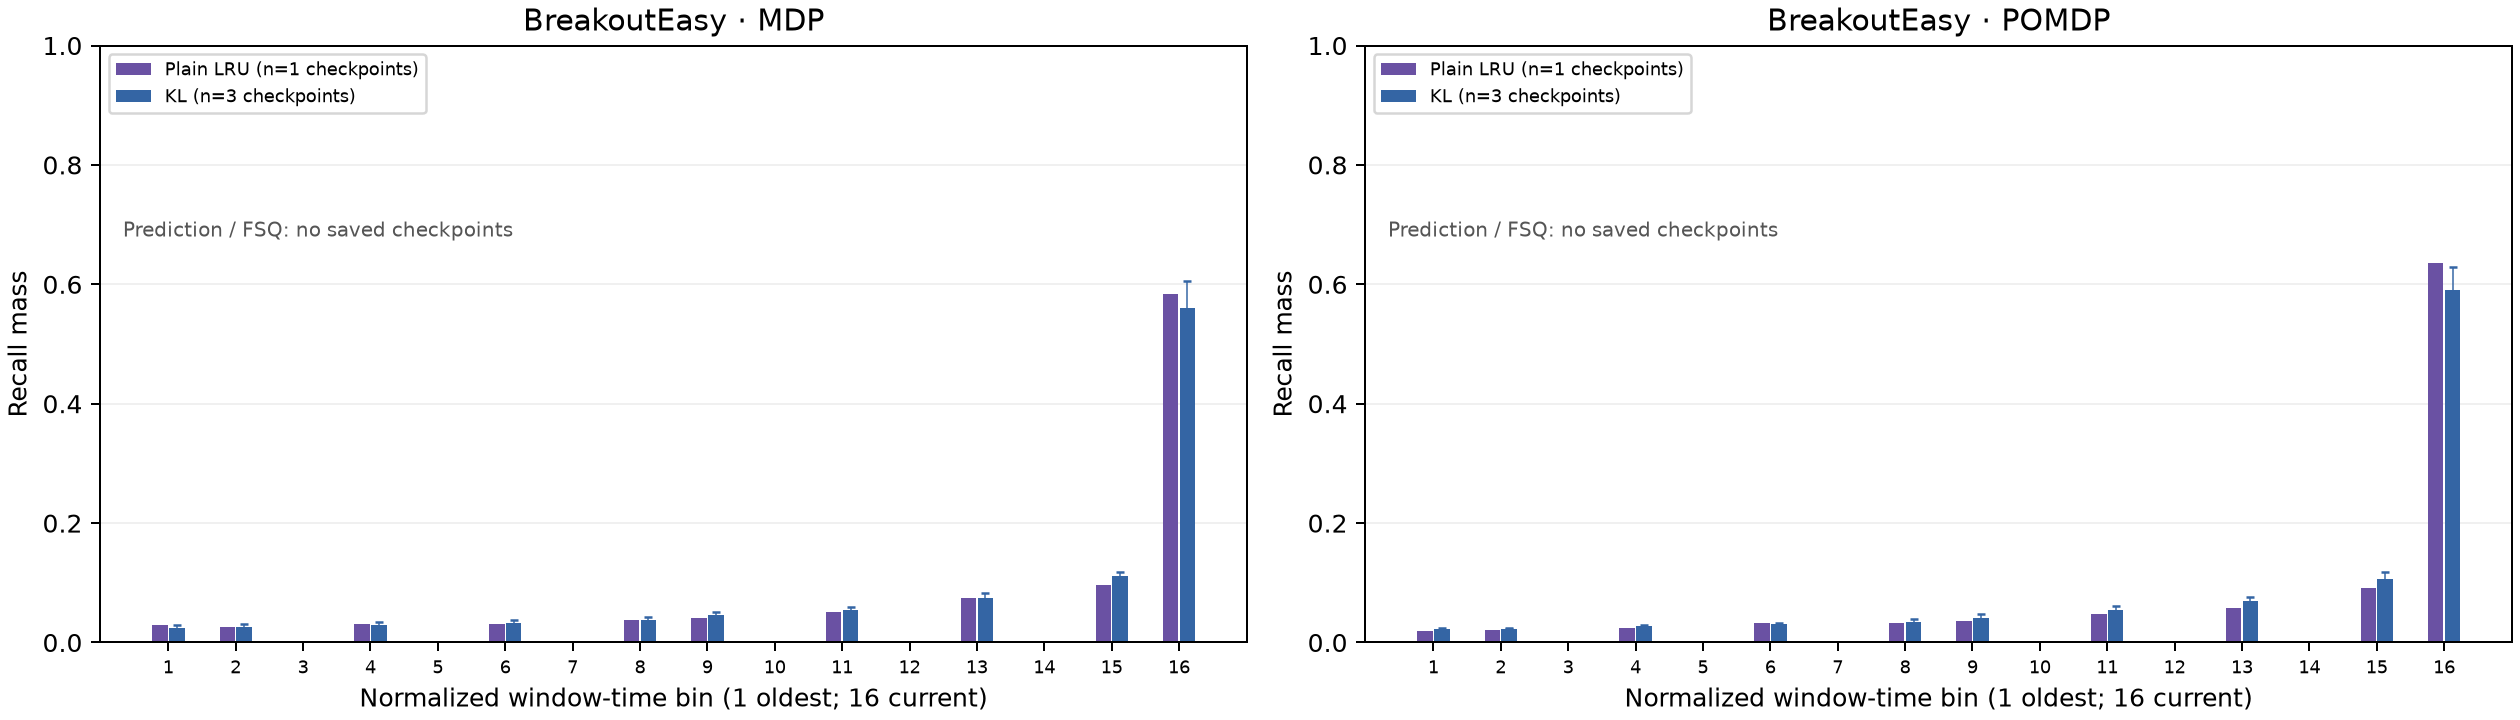 BreakoutEasy · MDP
1.0
0.8
0.6
0.4
0.2
0.0
Recall mass
Plain LRU (n=1 checkpoints)
KL (n=3 checkpoints)
Prediction / FSQ: no saved checkpoints
1 2 3 4 5 6 7 8 9 10 11 12 13 14 15 16
Normalized window-time bin (1 oldest; 16 current)
BreakoutEasy · POMDP
1.0
0.8
0.6
0.4
0.2
0.0
Recall mass
Plain LRU (n=1 checkpoints)
KL (n=3 checkpoints)
Prediction / FSQ: no saved checkpoints
1 2 3 4 5 6 7 8 9 10 11 12 13 14 15 16
Normalized window-time bin (1 oldest; 16 current)